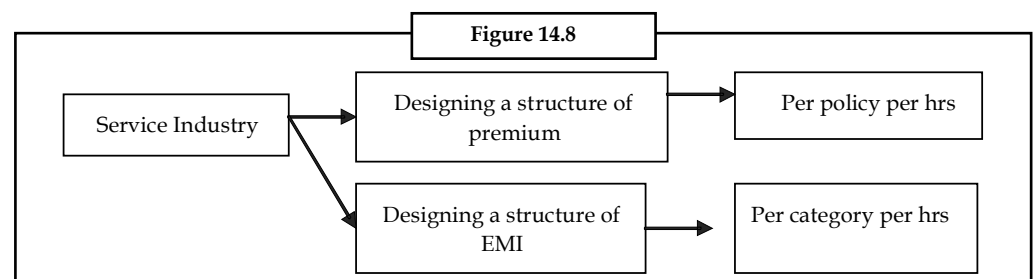 Figure 14.8
Service Industry
Designing a structure of
premium
Per policy per hrs
Designing a structure of
EMI
Per category per hrs